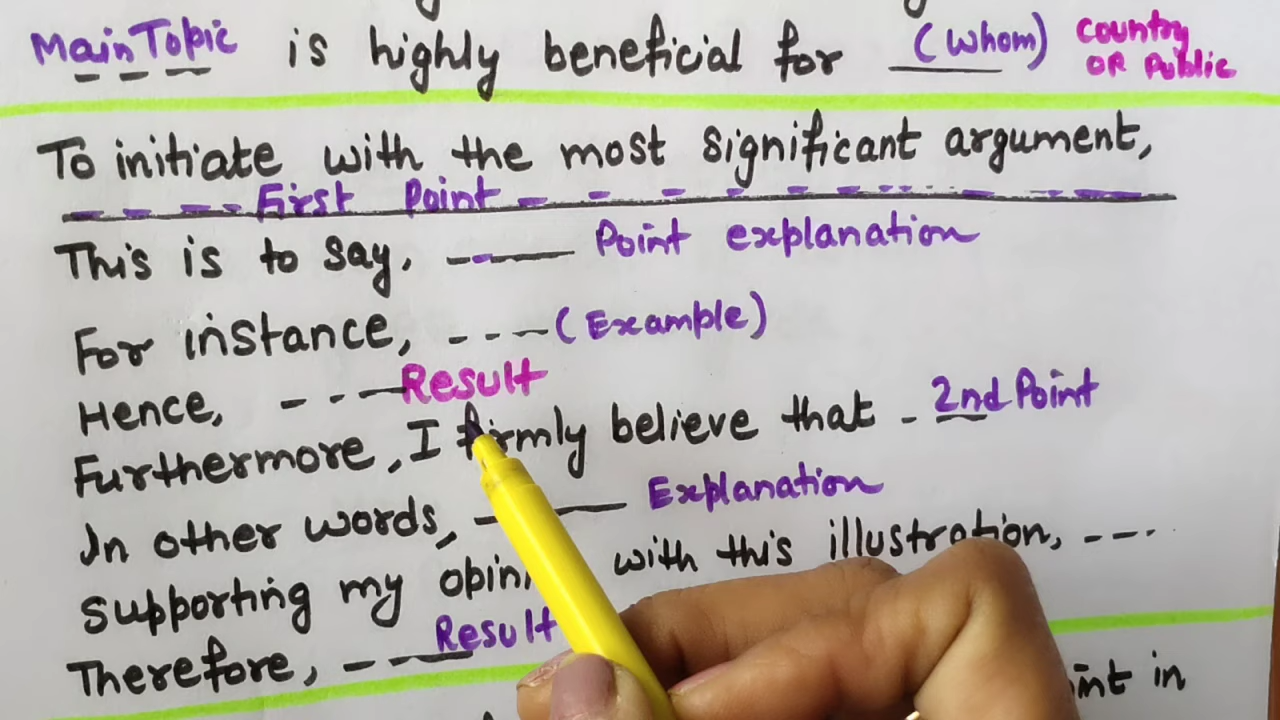 Main Topic is highly beneficial for (whom) country OR Public
To initiate with the most significant argument,
First Point
This is to say, Point explanation
For instance, (Example)
Hence, Result
Furthermore, I firmly believe that 2nd Point
In other words, Explanation
Supporting my with this illustration,
Therefore, Result
in